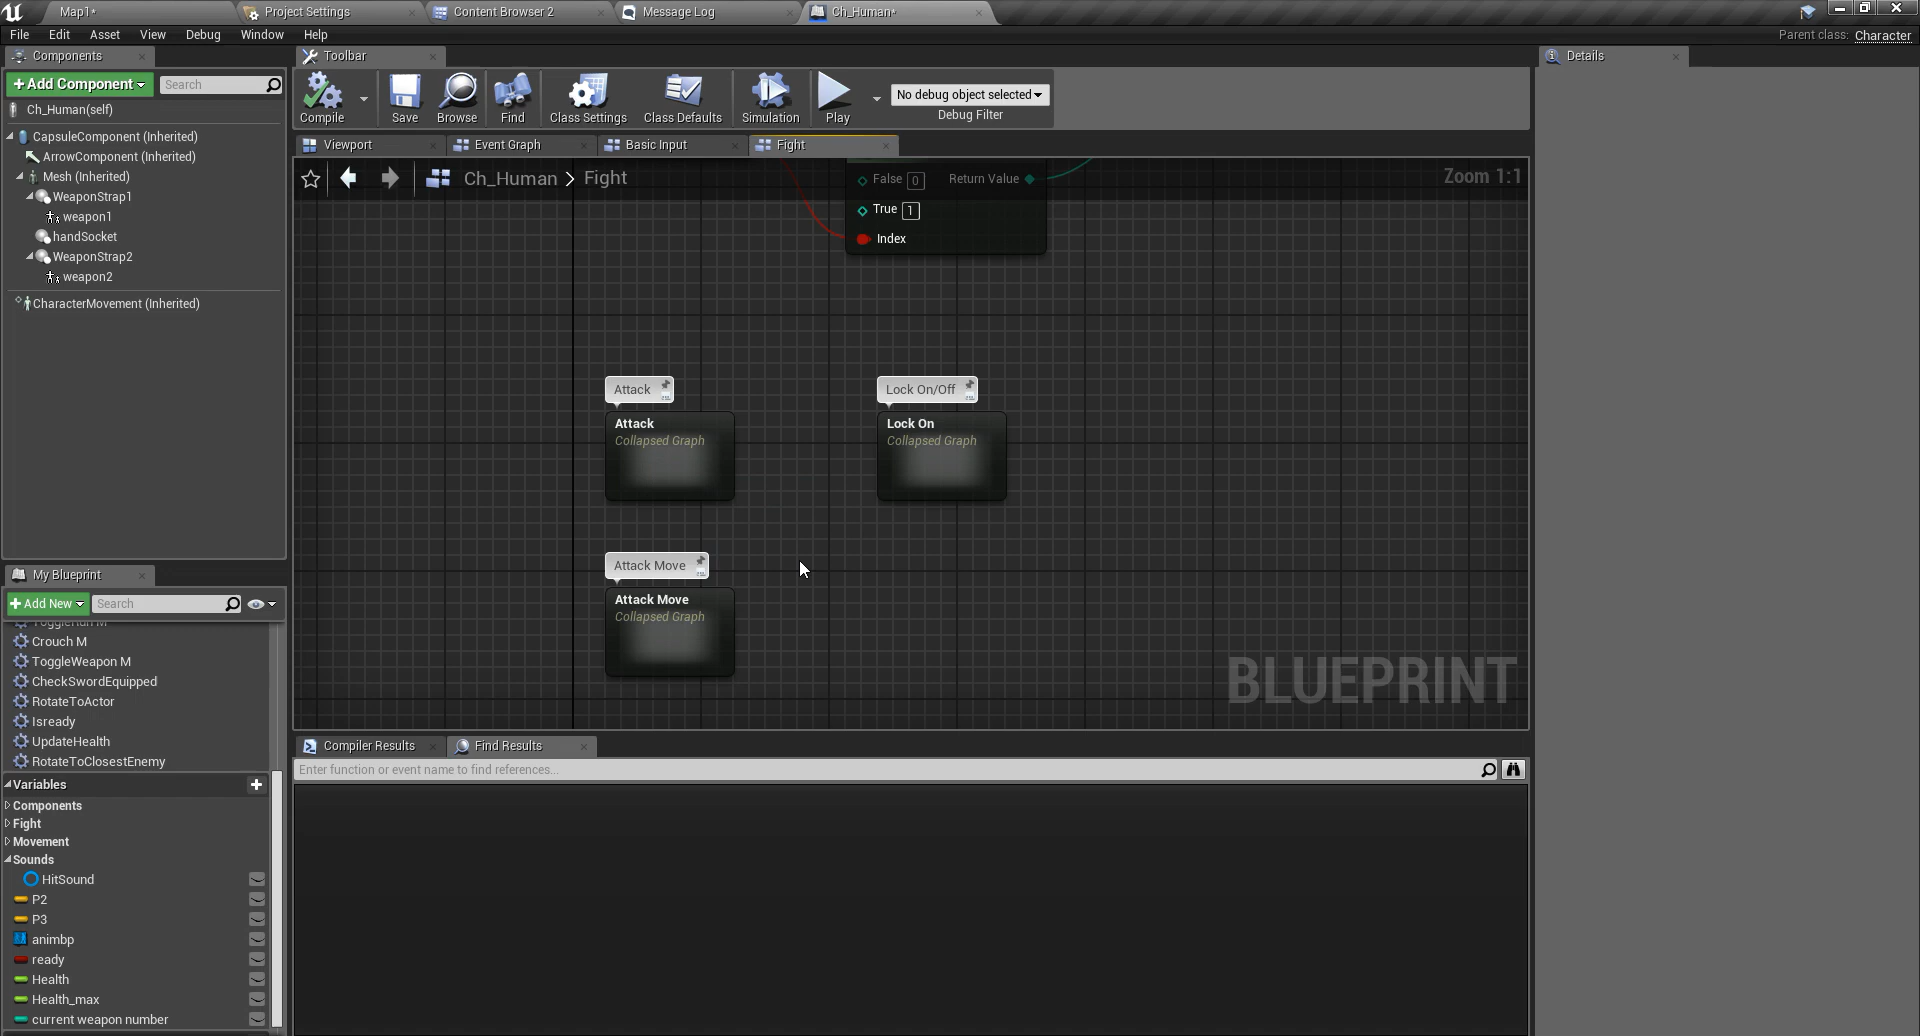 Map1*
Project Settings
Content Browser 2
Message Log
Ch_Human*
File Edit Asset View Debug Window Help
Parent class: Character
Components
Toolbar
Details
+ Add Component
Search
Ch_Human(self)
CapsuleComponent (Inherited)
ArrowComponent (Inherited)
Mesh (Inherited)
WeaponStrap1
weapon1
handSocket
WeaponStrap2
weapon2
CharacterMovement (Inherited)
Compile
Save
Browse
Find
Class Settings
Class Defaults
Simulation
Play
No debug object selected
Debug Filter
Viewport
Event Graph
Basic Input
Fight
Ch_Human > Fight
Zoom 1:1
False 0 Return Value
True 1
Index
Attack
Attack
Collapsed Graph
Lock On/Off
Lock On
Collapsed Graph
Attack Move
Attack Move
Collapsed Graph
BLUEPRINT
My Blueprint
+ Add New
Search
ToggleRun M
Crouch M
ToggleWeapon M
CheckSwordEquipped
RotateToActor
Isready
UpdateHealth
RotateToClosestEnemy
Variables
Components
Fight
Movement
Sounds
HitSound
P2
P3
animbp
ready
Health
Health_max
current weapon number
Compiler Results
Find Results
Enter function or event name to find references...